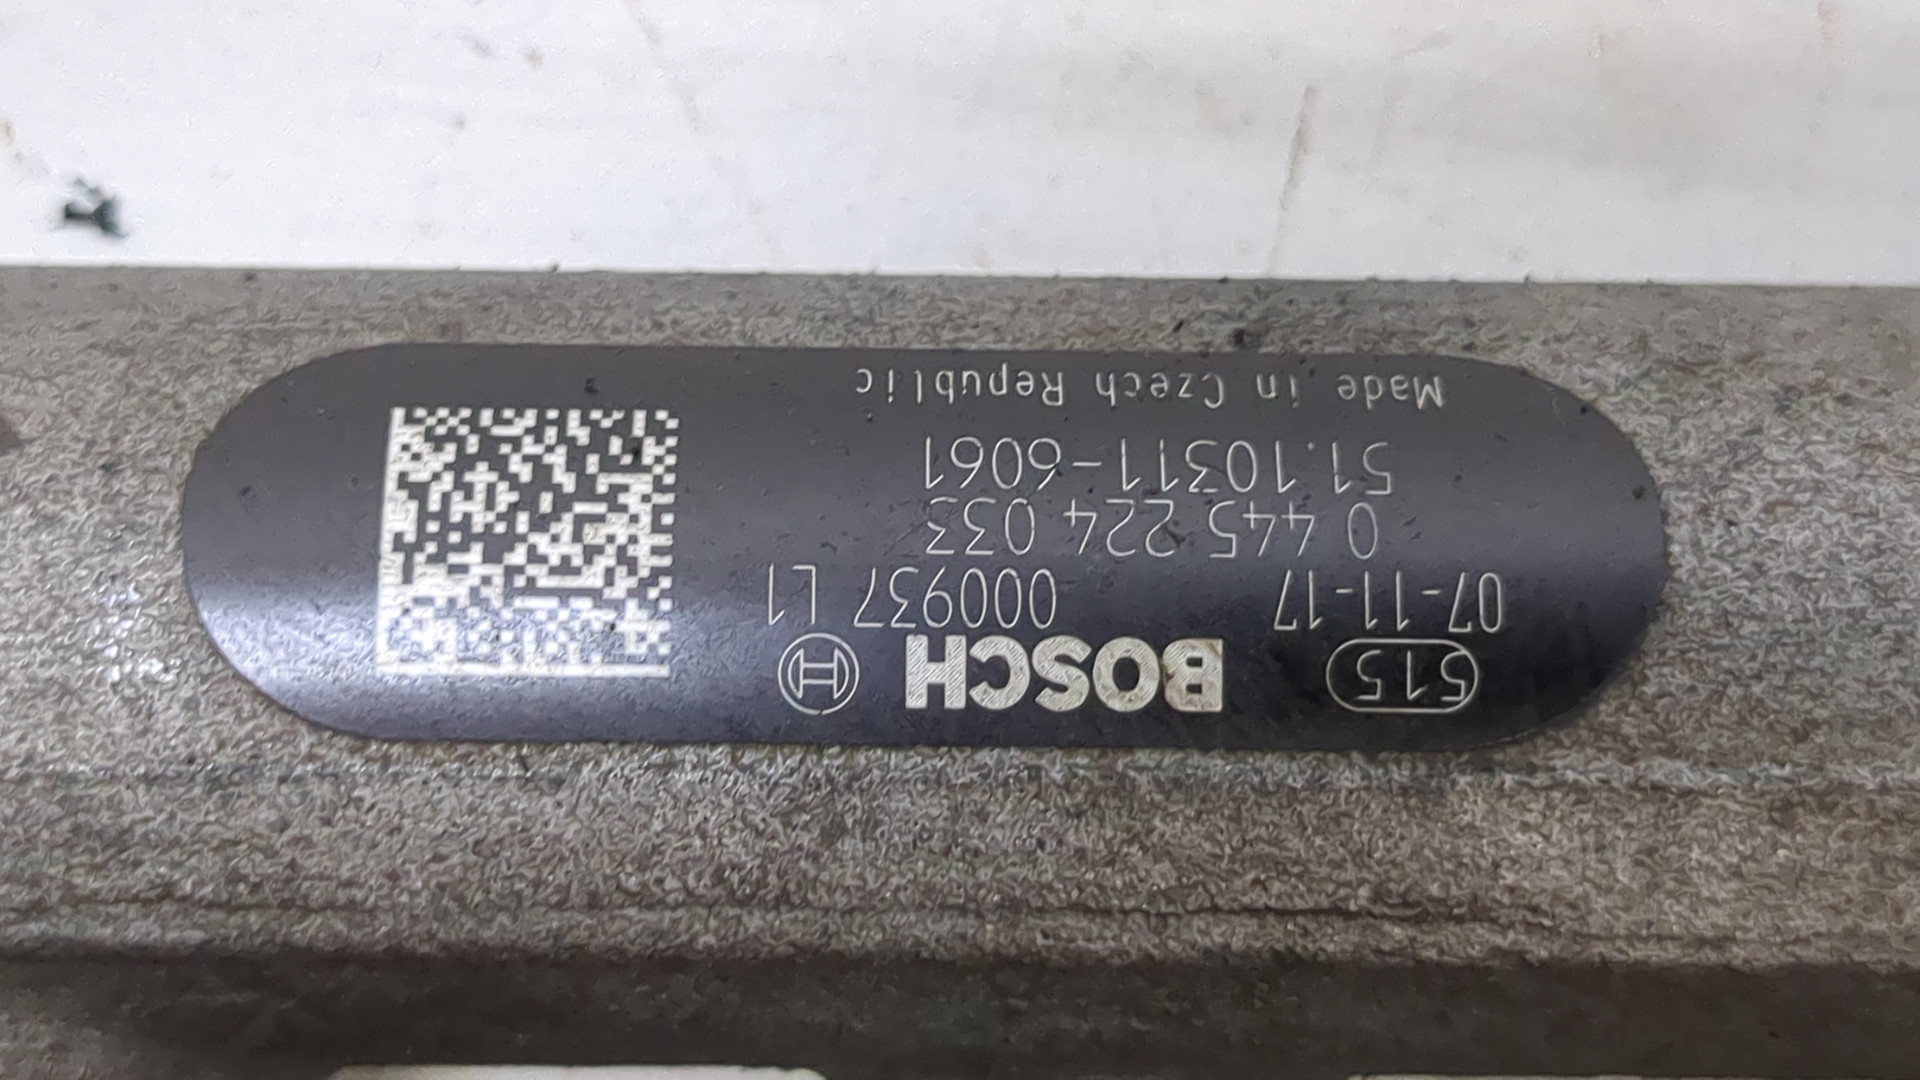 515 BOSCH
07-11-17 000937 L1
0 445 224 033
51.10311-6061
Made in Czech Republic